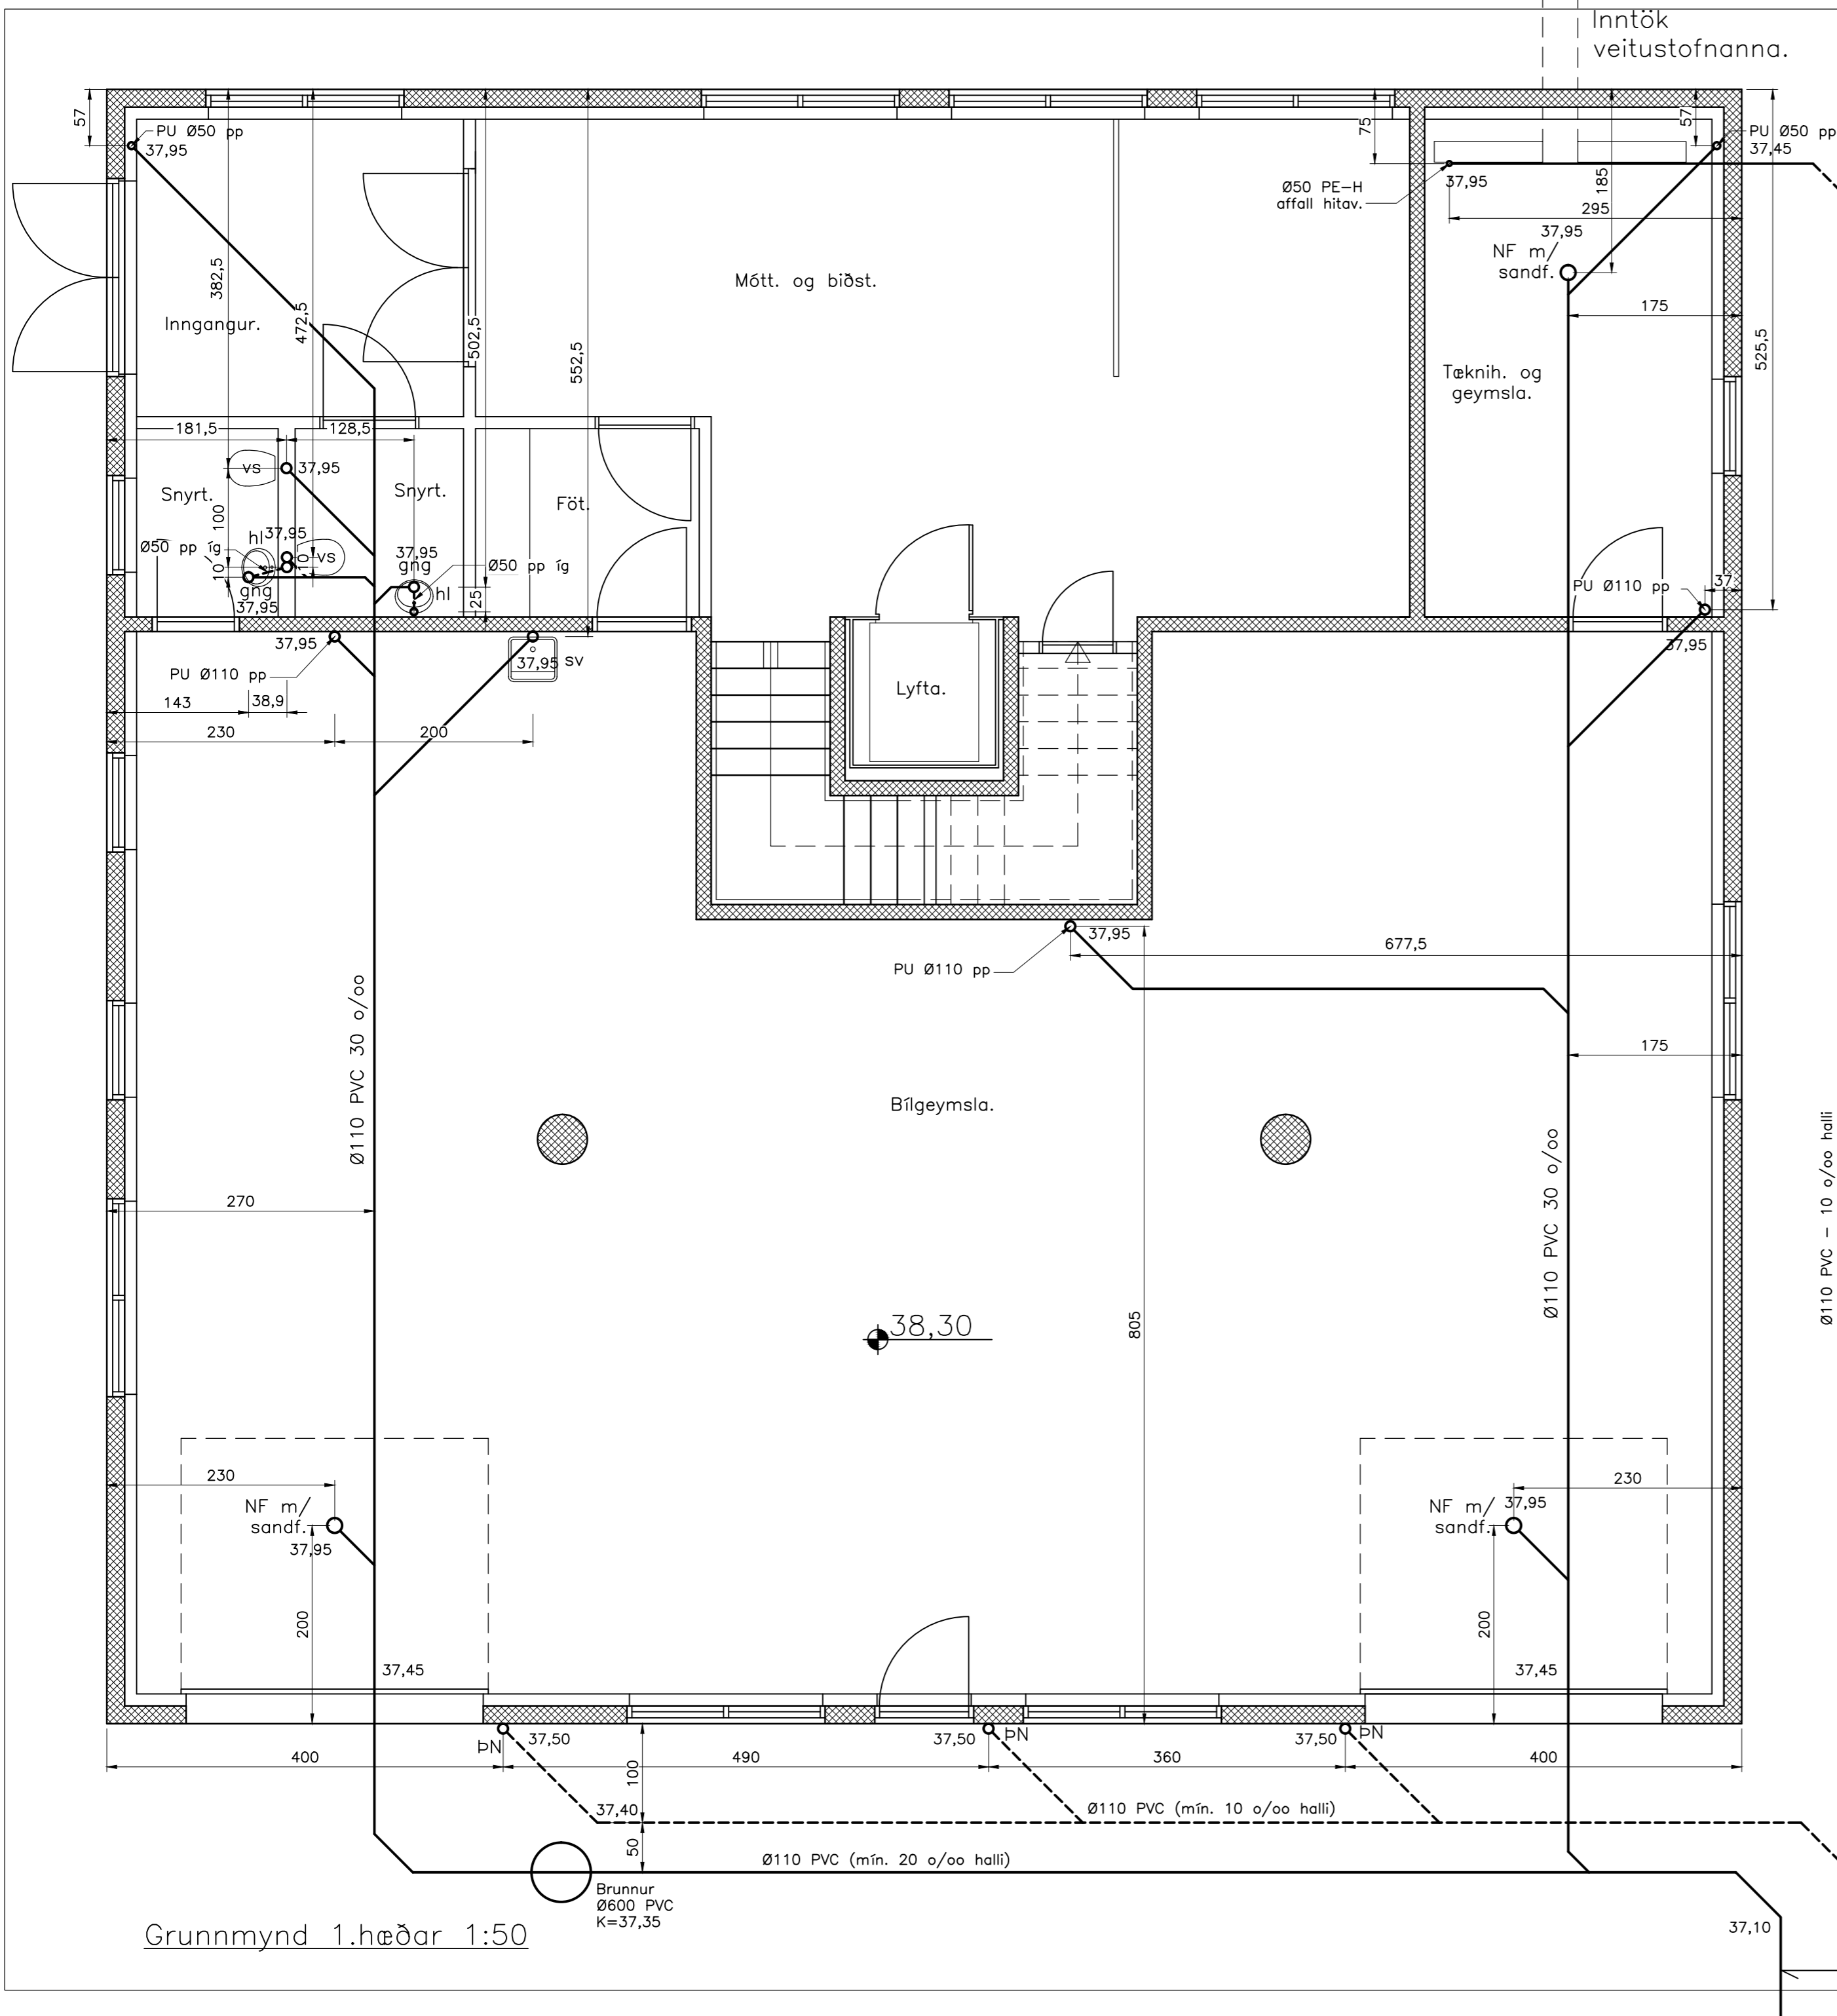 Inntök
veitustofnanna.
57
PU Ø50 pp
37,95
382,5
472,5
502,5
552,5
75
57
PU Ø50 pp
37,45
Ø50 PE-H
affall hitav.
37,95
185
295
37,95
NF m/
sandf.
175
525,5
Inngangur.
Mótt. og biðst.
Tæknih. og
geymsla.
181,5
128,5
vs
37,95
Snyrt.
Snyrt.
Föt.
100
hl
37,95
Ø50 pp íg
vs
10
10
gng
37,95
37,95
gng
Ø50 pp íg
hl
25
PU Ø110 pp
37
37,95
37,95
PU Ø110 pp
37,95
sv
143
38,9
230
200
Lyfta.
37,95
PU Ø110 pp
677,5
Ø110 PVC 30 o/oo
175
Bílgeymsla.
Ø110 PVC 30 o/oo
Ø110 PVC - 10 o/oo halli
270
38,30
805
230
NF m/
sandf.
37,95
230
NF m/
sandf.
37,95
200
200
37,45
37,45
ÞN
37,50
37,50
ÞN
37,50
ÞN
400
490
360
400
100
37,40
Ø110 PVC (mín. 10 o/oo halli)
50
Ø110 PVC (mín. 20 o/oo halli)
Brunnur
Ø600 PVC
K=37,35
Grunnmynd 1.hæðar 1:50
37,10